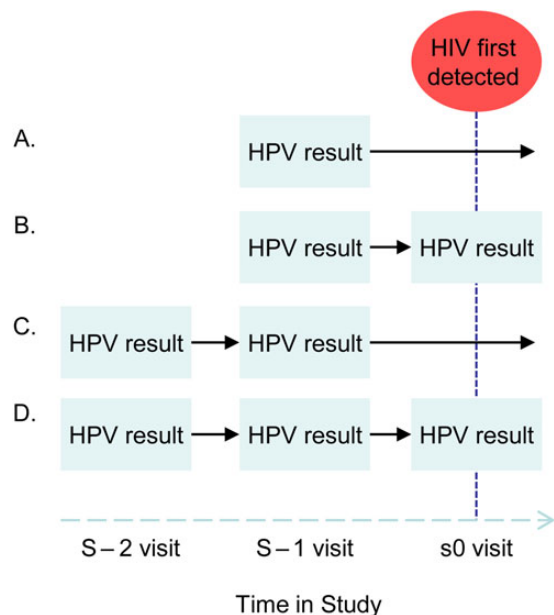 HIV first
detected
A.
HPV result
B.
HPV result HPV result
C.
HPV result HPV result
D.
HPV result HPV result HPV result
S–2 visit S–1 visit s0 visit
Time in Study